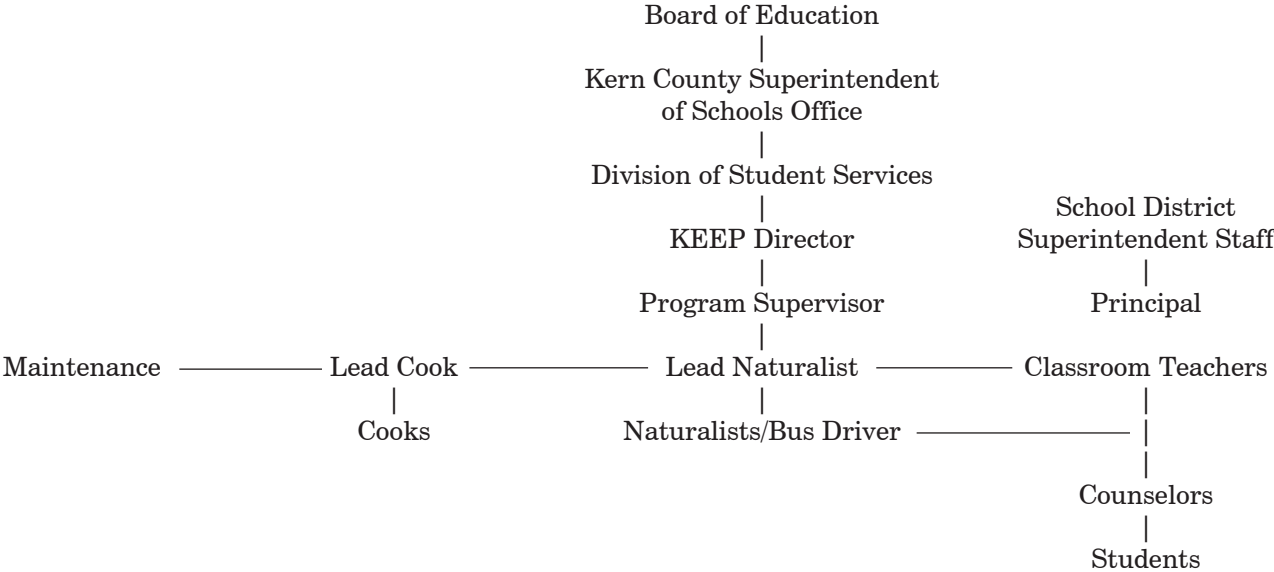 Board of Education
Kern County Superintendent
of Schools Office
Division of Student Services
School District
KEEP Director
Superintendent Staff
Program Supervisor
Principal
Maintenance
Lead Cook
Lead Naturalist
Classroom Teachers
Cooks
Naturalists/Bus Driver
Counselors
Students